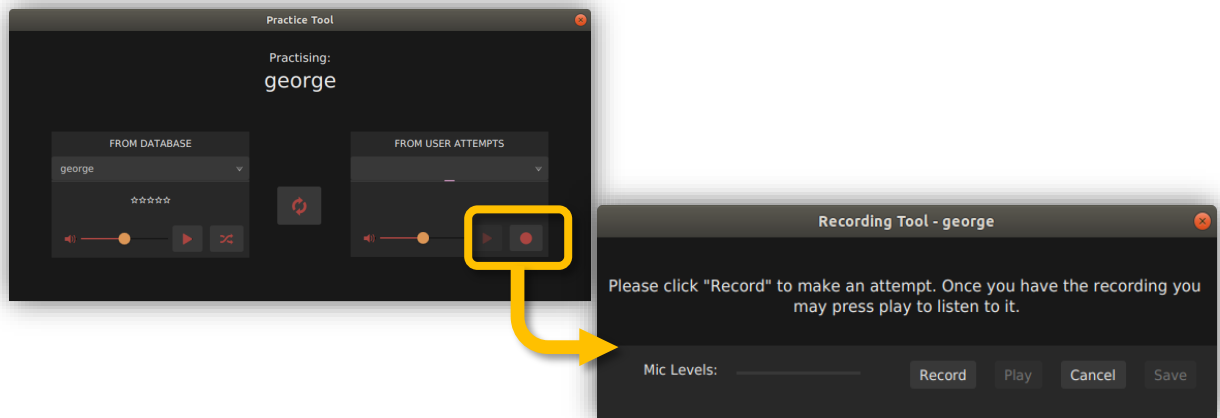 Practice Tool
Practising:
george
FROM DATABASE
george
FROM USER ATTEMPTS
Recording Tool - george
Please click "Record" to make an attempt. Once you have the recording you
may press play to listen to it.
Mic Levels:
Record
Play
Cancel
Save